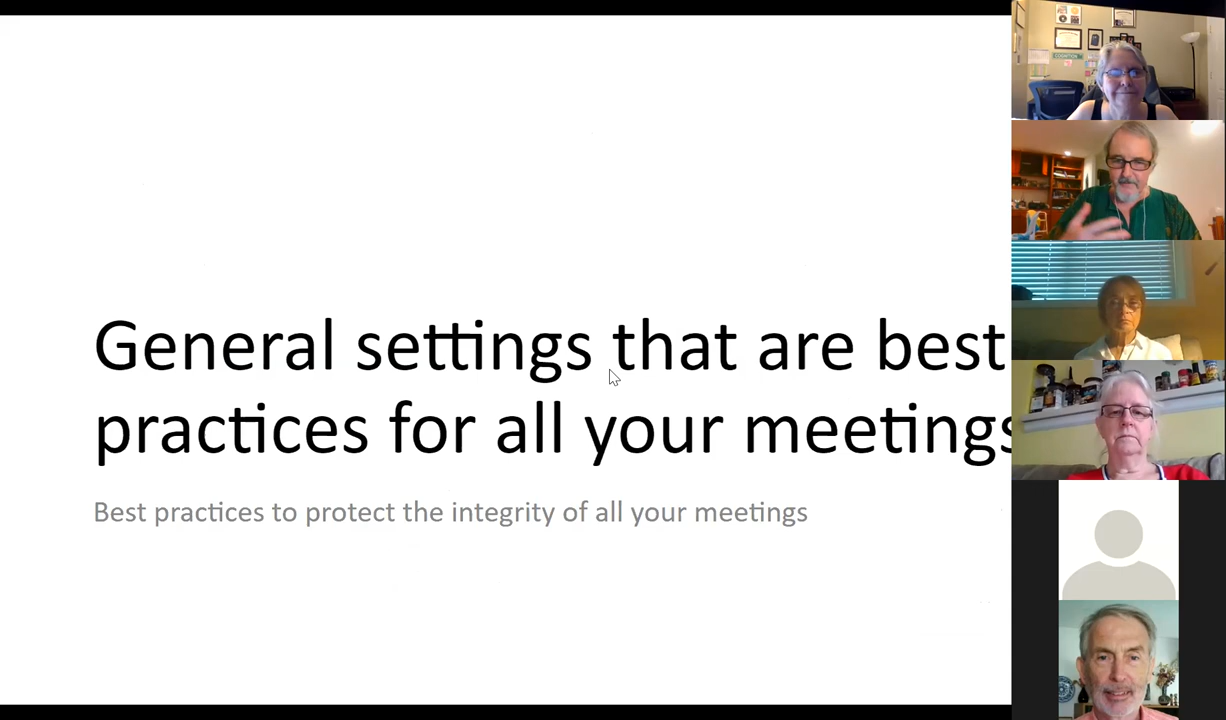 General settings that are best
practices for all your meetings
Best practices to protect the integrity of all your meetings